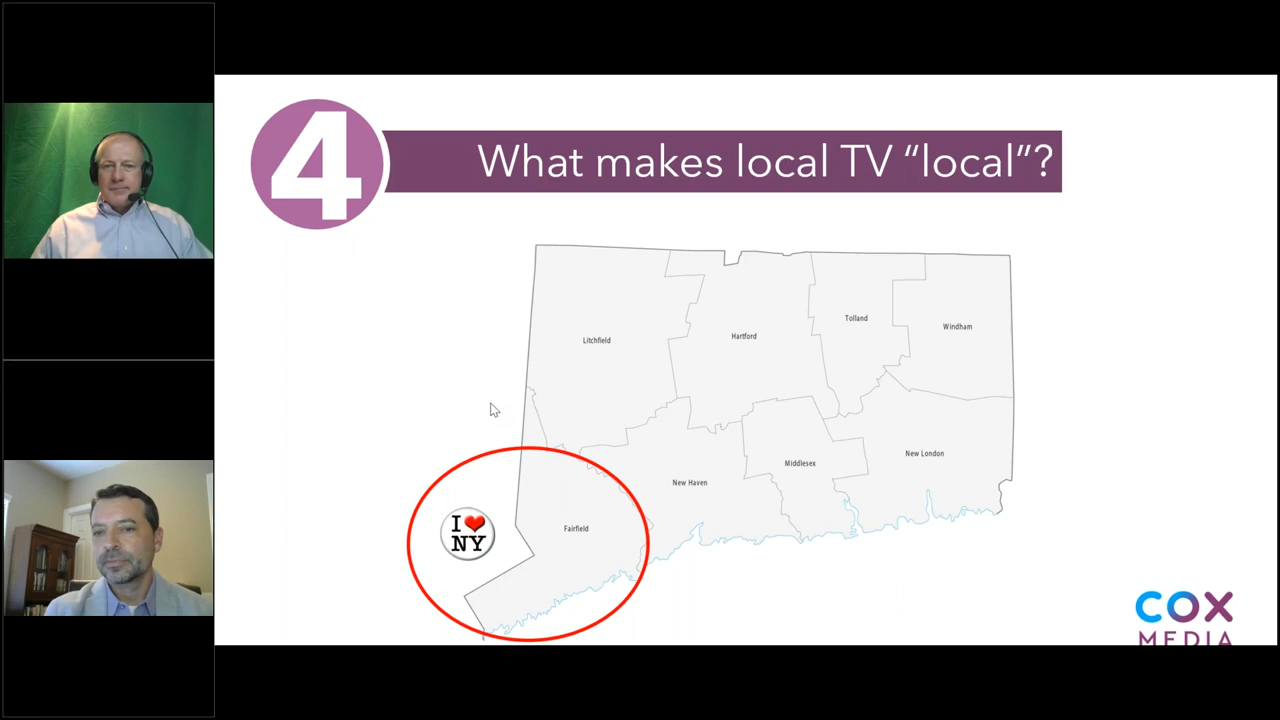 4
What makes local TV “local”?
Litchfield
Hartford
Tolland
Windham
New Haven
Middlesex
New London
Fairfield
I ❤ NY
COX
MEDIA